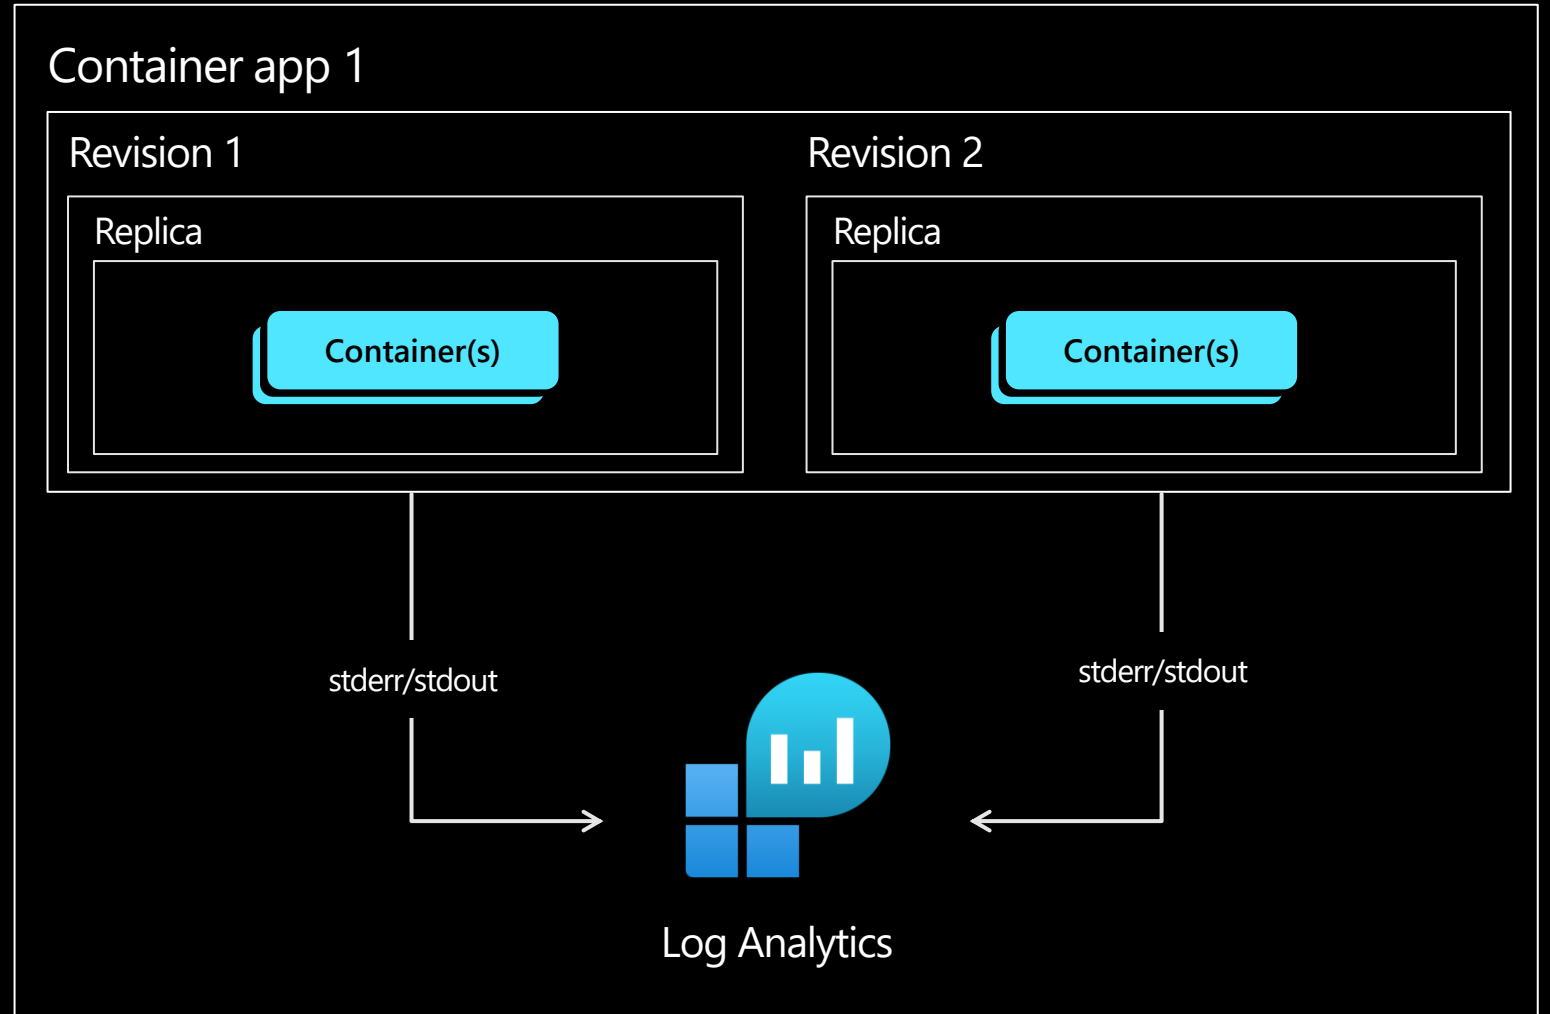 Container app 1
Revision 1
Replica
Container(s)
Revision 2
Replica
Container(s)
stderr/stdout
stderr/stdout
Log Analytics